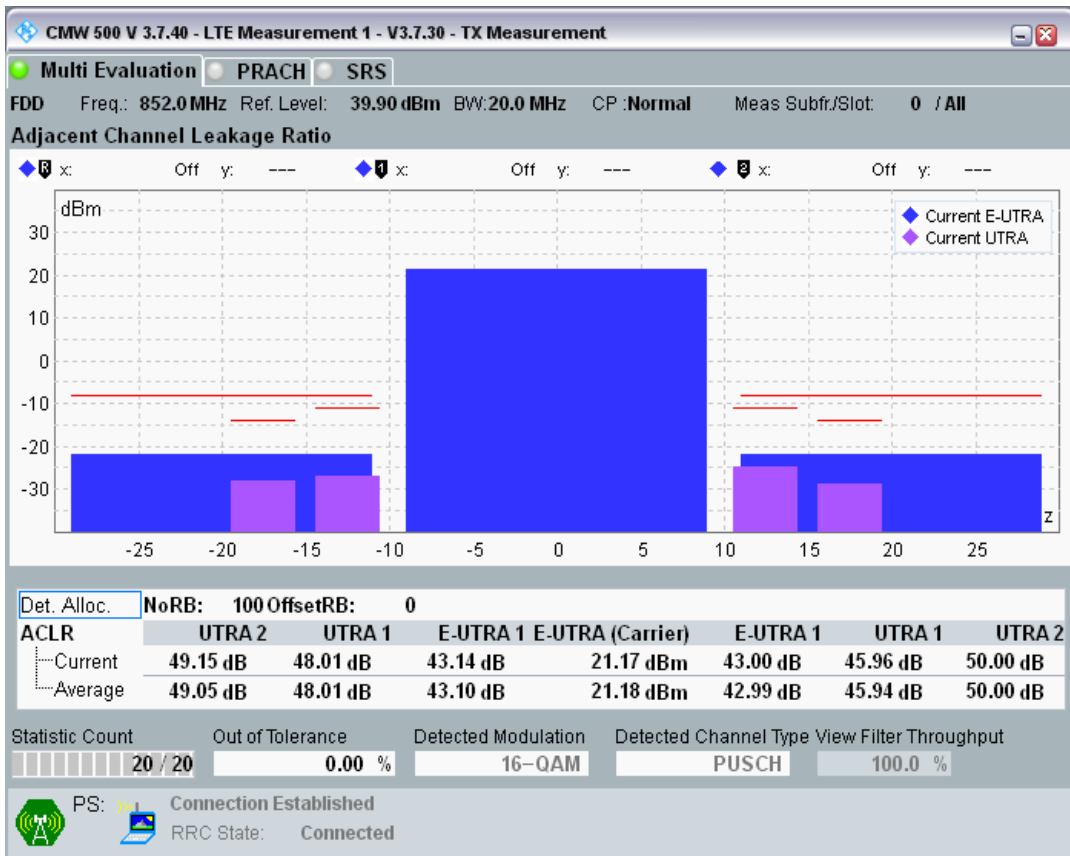 CMW 500 V 3.7.40 - LTE Measurement 1 - V3.7.30 - TX Measurement
Multi Evaluation PRACH SRS
FDD Freq.: 852.0 MHz Ref. Level: 39.90 dBm BW: 20.0 MHz CP : Normal Meas Subfr./Slot: 0 / All
Adjacent Channel Leakage Ratio
R x: Off y: --- 1 x: Off y: --- 2 x: Off y: ---
dBm
Current E-UTRA
Current UTRA
30
20
10
0
-10
-20
-30
z
-25 -20 -15 -10 -5 0 5 10 15 20 25
Det. Alloc. NoRB: 100 OffsetRB: 0
ACLR UTRA 2 UTRA 1 E-UTRA 1 E-UTRA (Carrier) E-UTRA 1 UTRA 1 UTRA 2
Current 49.15 dB 48.01 dB 43.14 dB 21.17 dBm 43.00 dB 45.96 dB 50.00 dB
Average 49.05 dB 48.01 dB 43.10 dB 21.18 dBm 42.99 dB 45.94 dB 50.00 dB
Statistic Count Out of Tolerance Detected Modulation Detected Channel Type View Filter Throughput
20 / 20 0.00 % 16-QAM PUSCH 100.0 %
PS: Connection Established
RRC State: Connected